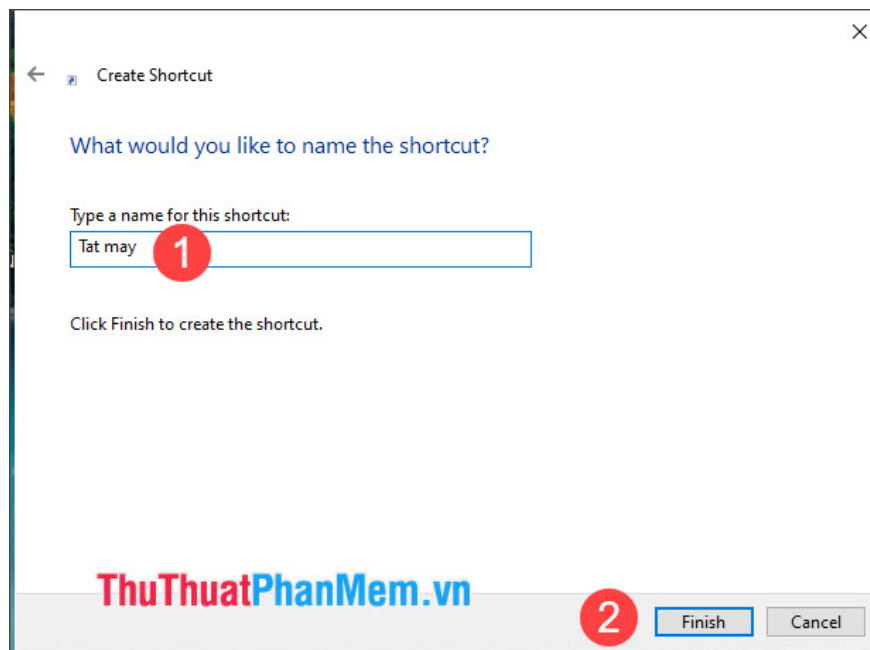 Create Shortcut
What would you like to name the shortcut?
Type a name for this shortcut:
Tat may
1
Click Finish to create the shortcut.
ThuThuatPhanMem.vn
2
Finish
Cancel